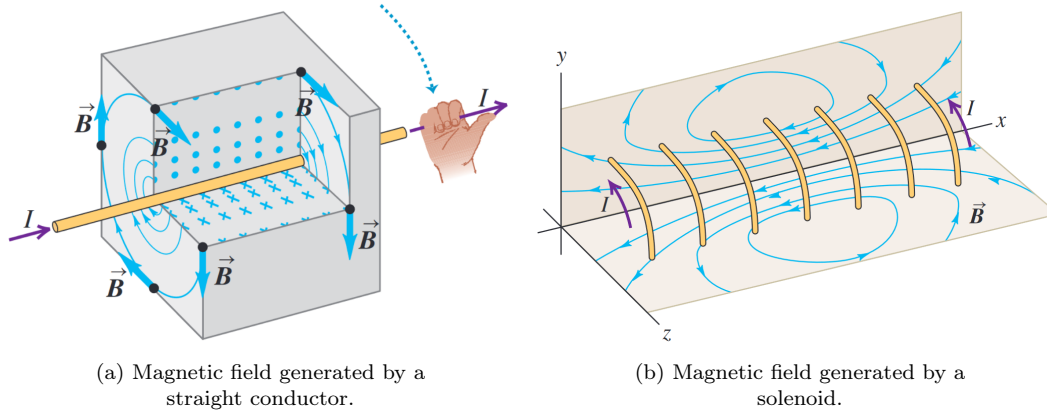 I
B⃗
B⃗
B⃗
B⃗
B⃗
I
B⃗
B⃗
y
I
x
I
B⃗
z
(a) Magnetic field generated by a
straight conductor.
(b) Magnetic field generated by a
solenoid.